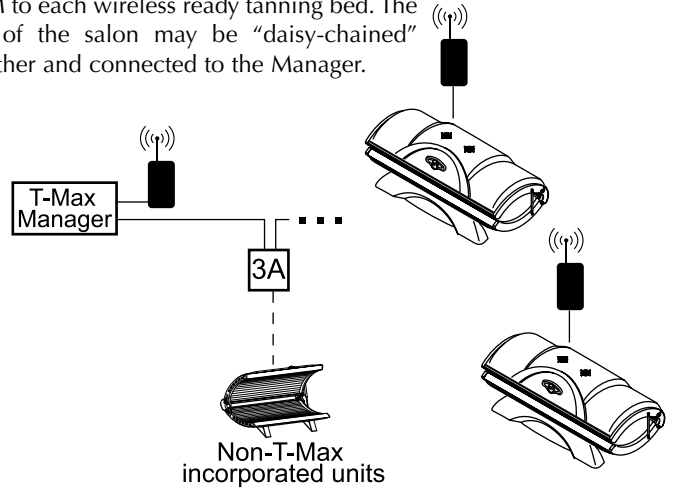 to each wireless ready tanning bed. The
of the salon may be “daisy-chained”
and connected to the Manager.
T-Max
Manager
3A
Non-T-Max
incorporated units